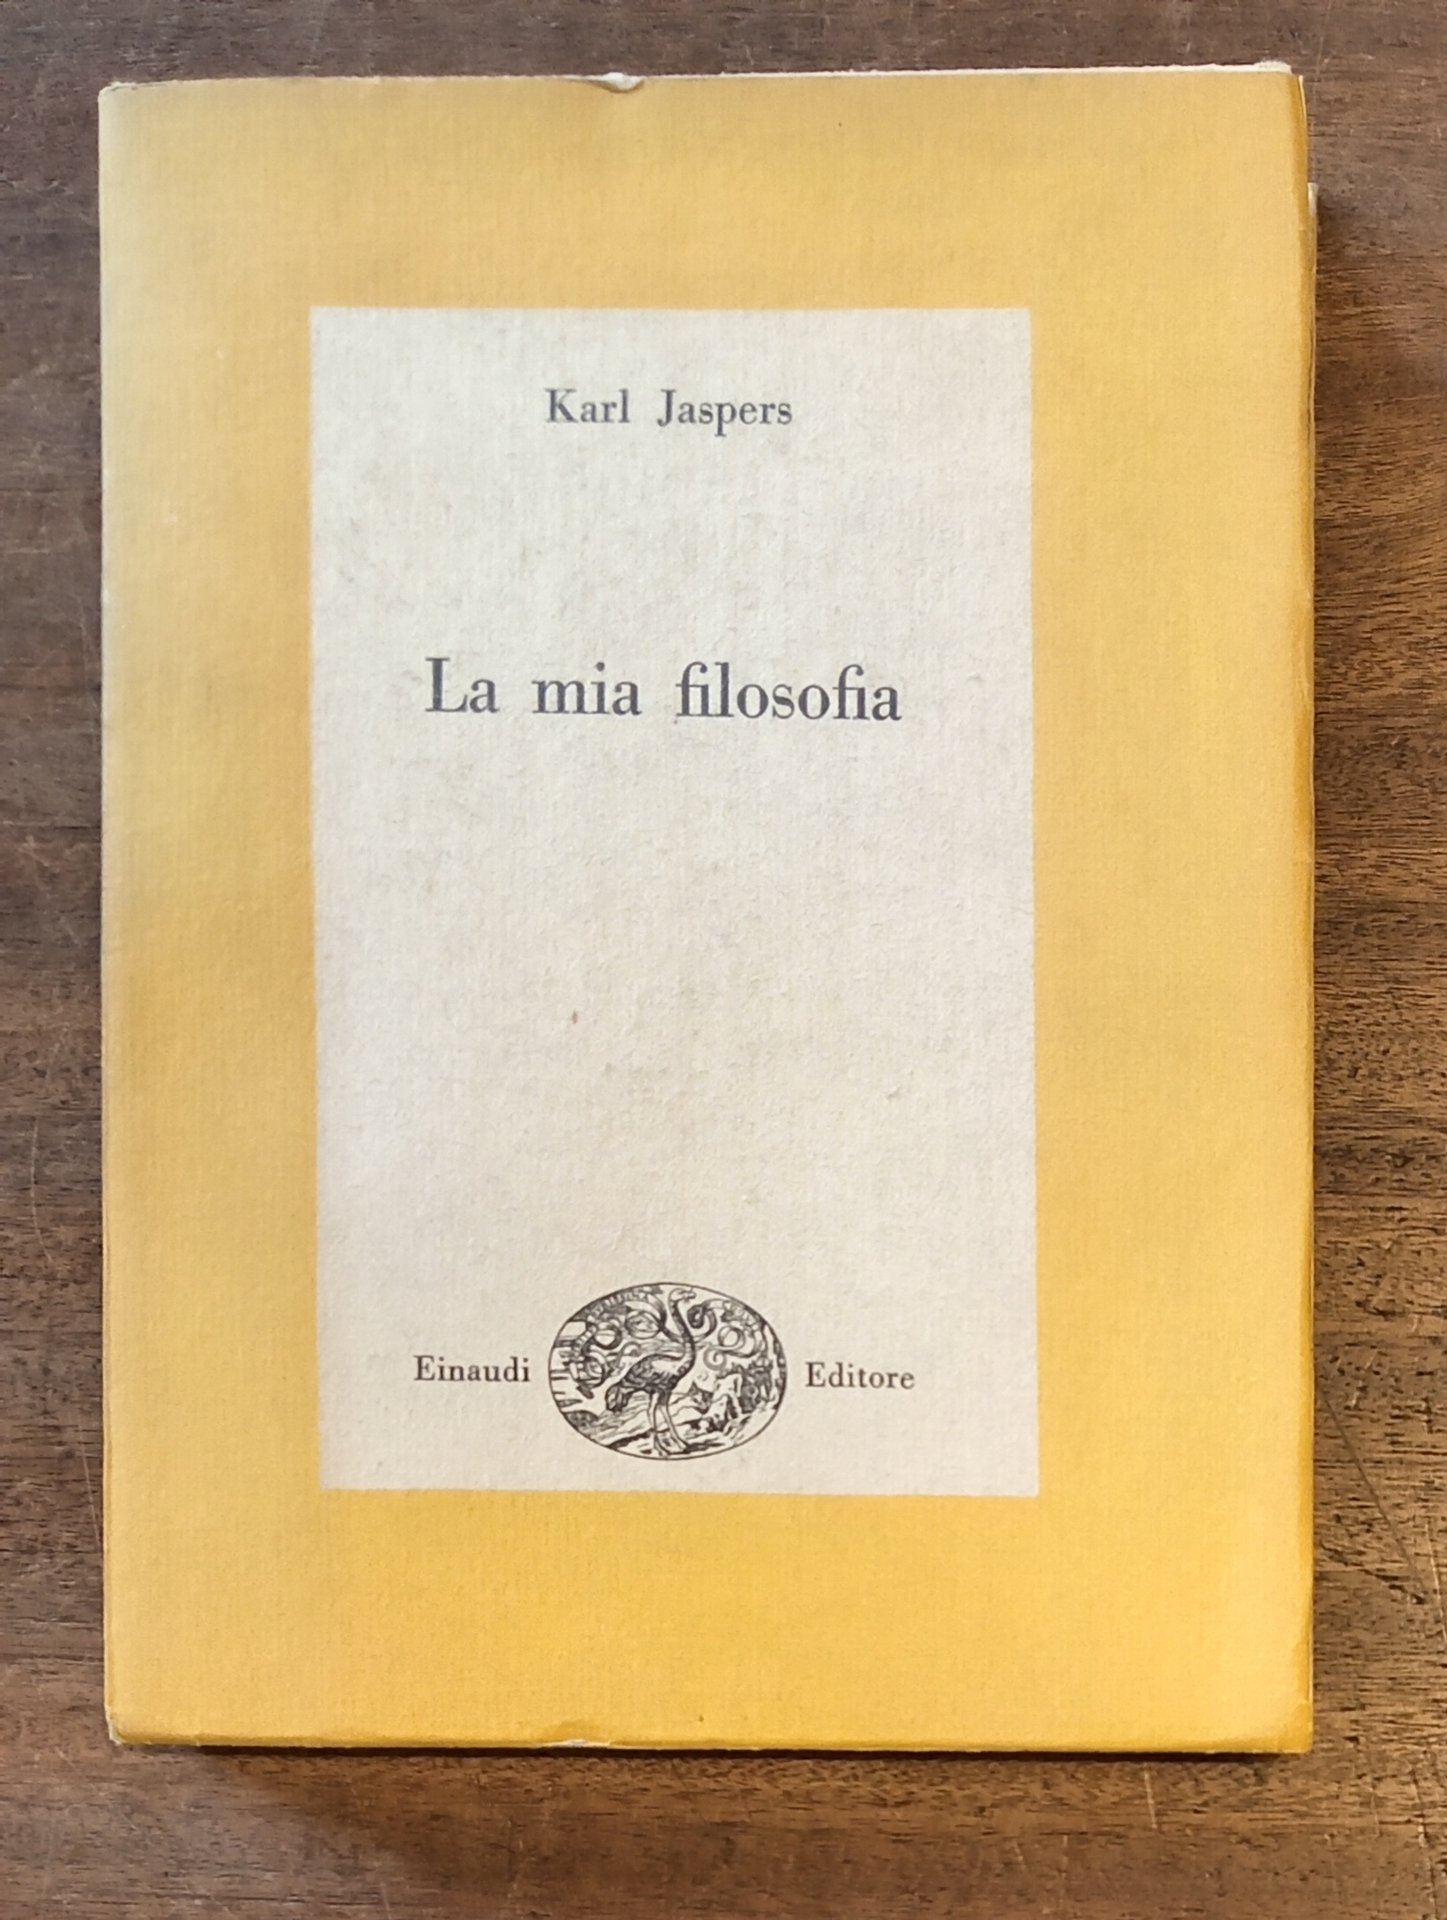 Karl Jaspers
La mia filosofia
Einaudi Editore